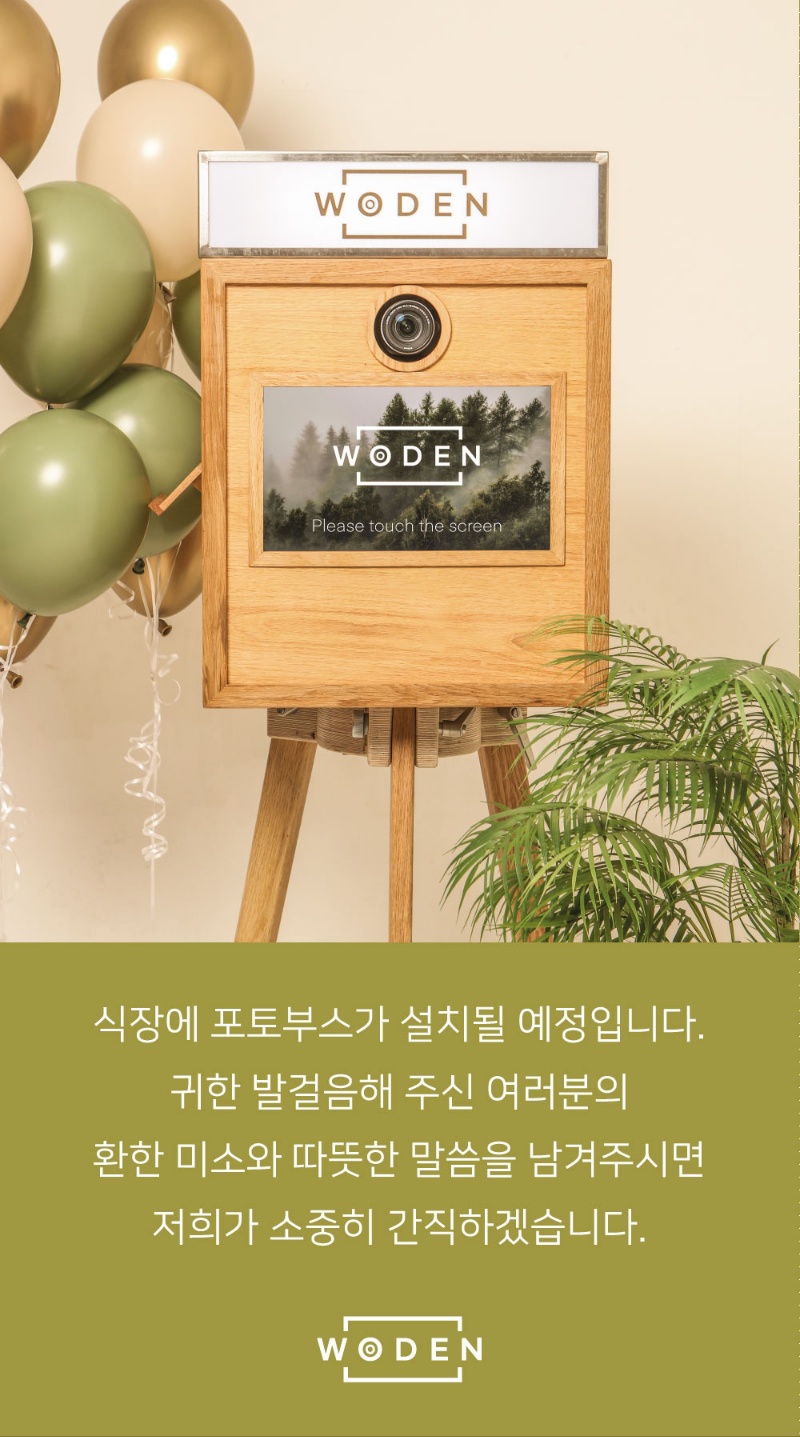 WODEN
WODEN
Please touch the screen
식장에 포토부스가 설치될 예정입니다.
귀한 발걸음해 주신 여러분의
환한 미소와 따뜻한 말씀을 남겨주시면
저희가 소중히 간직하겠습니다.
WODEN